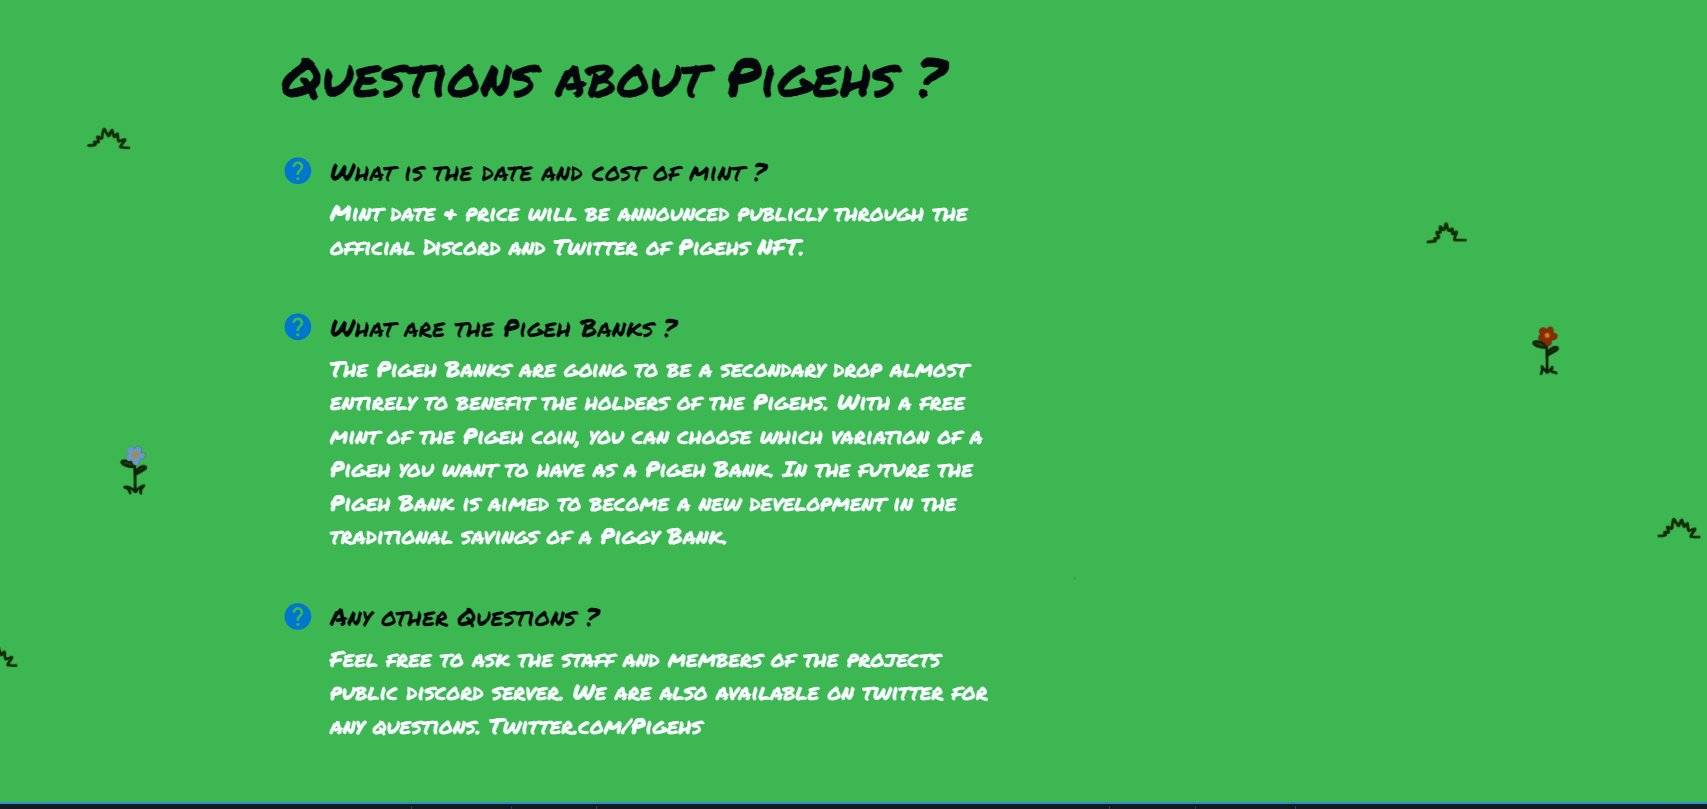 Questions about Pigehs ?
What is the date and cost of mint ?
Mint date & price will be announced publicly through the
official Discord and Twitter of Pigehs NFT.
What are the Pigeh Banks ?
The Pigeh Banks are going to be a secondary drop almost
entirely to benefit the holders of the Pigehs. With a free
mint of the Pigeh coin, you can choose which variation of a
Pigeh you want to have as a Pigeh Bank. In the future the
Pigeh Bank is aimed to become a new development in the
traditional savings of a Piggy Bank.
Any other Questions ?
Feel free to ask the staff and members of the projects
public discord server. We are also available on twitter for
any questions. Twitter.com/Pigehs